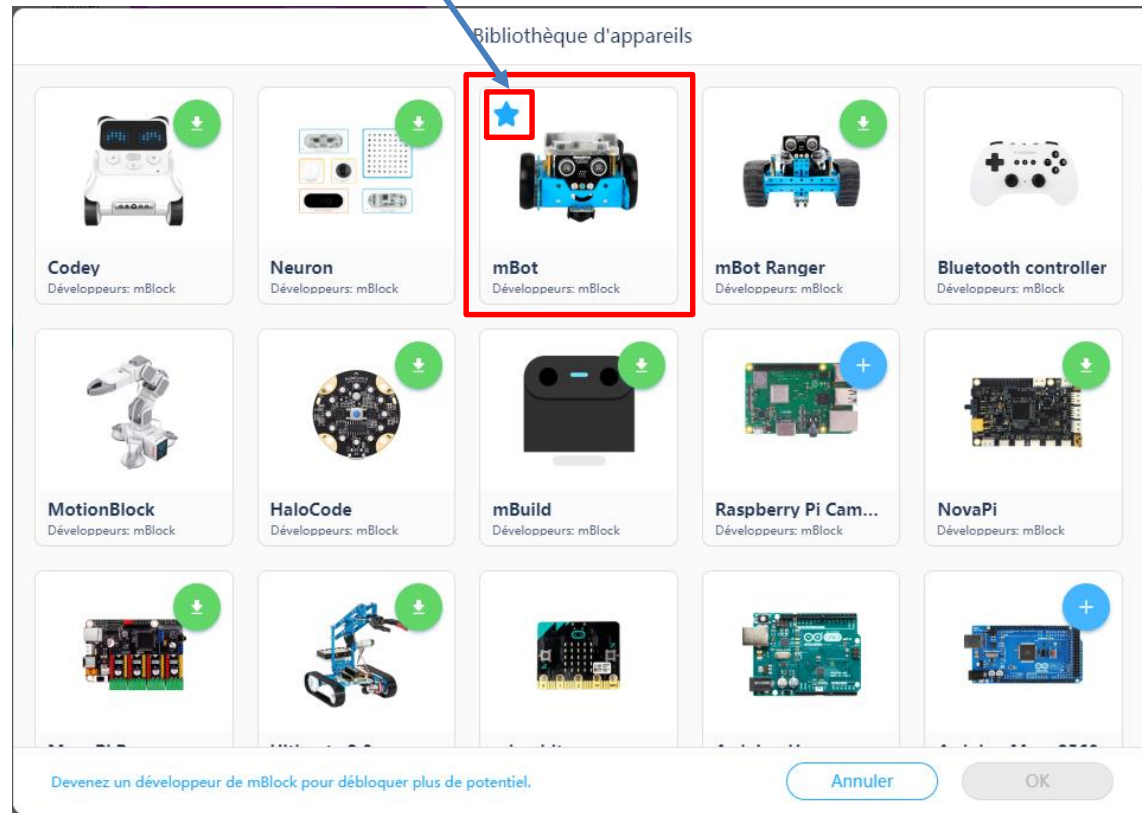 Bibliothèque d'appareils
Codey
Développeurs: mBlock
Neuron
Développeurs: mBlock
mBot
Développeurs: mBlock
mBot Ranger
Développeurs: mBlock
Bluetooth controller
Développeurs: mBlock
MotionBlock
Développeurs: mBlock
HaloCode
Développeurs: mBlock
mBuild
Développeurs: mBlock
Raspberry Pi Cam...
Développeurs: mBlock
NovaPi
Développeurs: mBlock
Devenez un développeur de mBlock pour débloquer plus de potentiel.
Annuler
OK